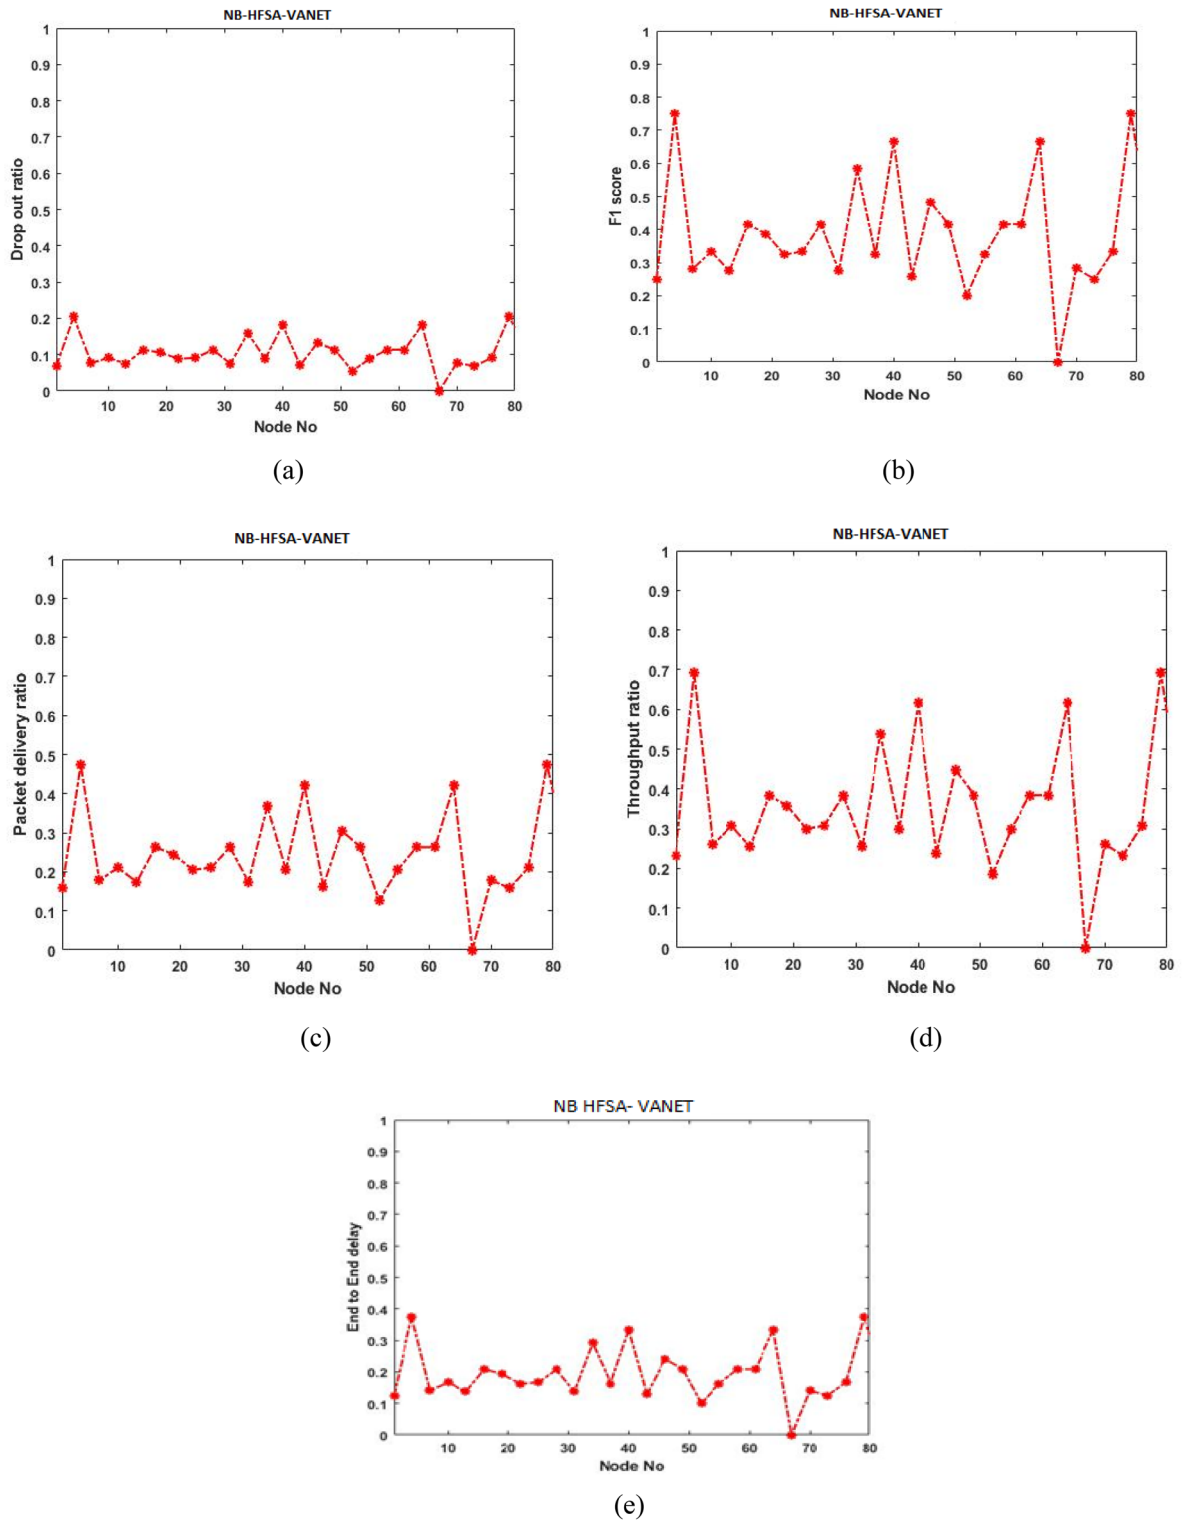 NB-HFSA-VANET
1
0.9
0.8
0.7
0.6
0.5
0.4
0.3
0.2
0.1
0
Drop out ratio
10 20 30 40 50 60 70 80
Node No
(a)
NB-HFSA-VANET
1
0.9
0.8
0.7
0.6
0.5
0.4
0.3
0.2
0.1
0
F1 score
10 20 30 40 50 60 70 80
Node No
(b)
NB-HFSA-VANET
1
0.9
0.8
0.7
0.6
0.5
0.4
0.3
0.2
0.1
0
Packet delivery ratio
10 20 30 40 50 60 70 80
Node No
(c)
NB-HFSA-VANET
1
0.9
0.8
0.7
0.6
0.5
0.4
0.3
0.2
0.1
0
Throughput ratio
10 20 30 40 50 60 70 80
Node No
(d)
NB HFSA- VANET
1
0.9
0.8
0.7
0.6
0.5
0.4
0.3
0.2
0.1
0
End to End delay
10 20 30 40 50 60 70 80
Node No
(e)